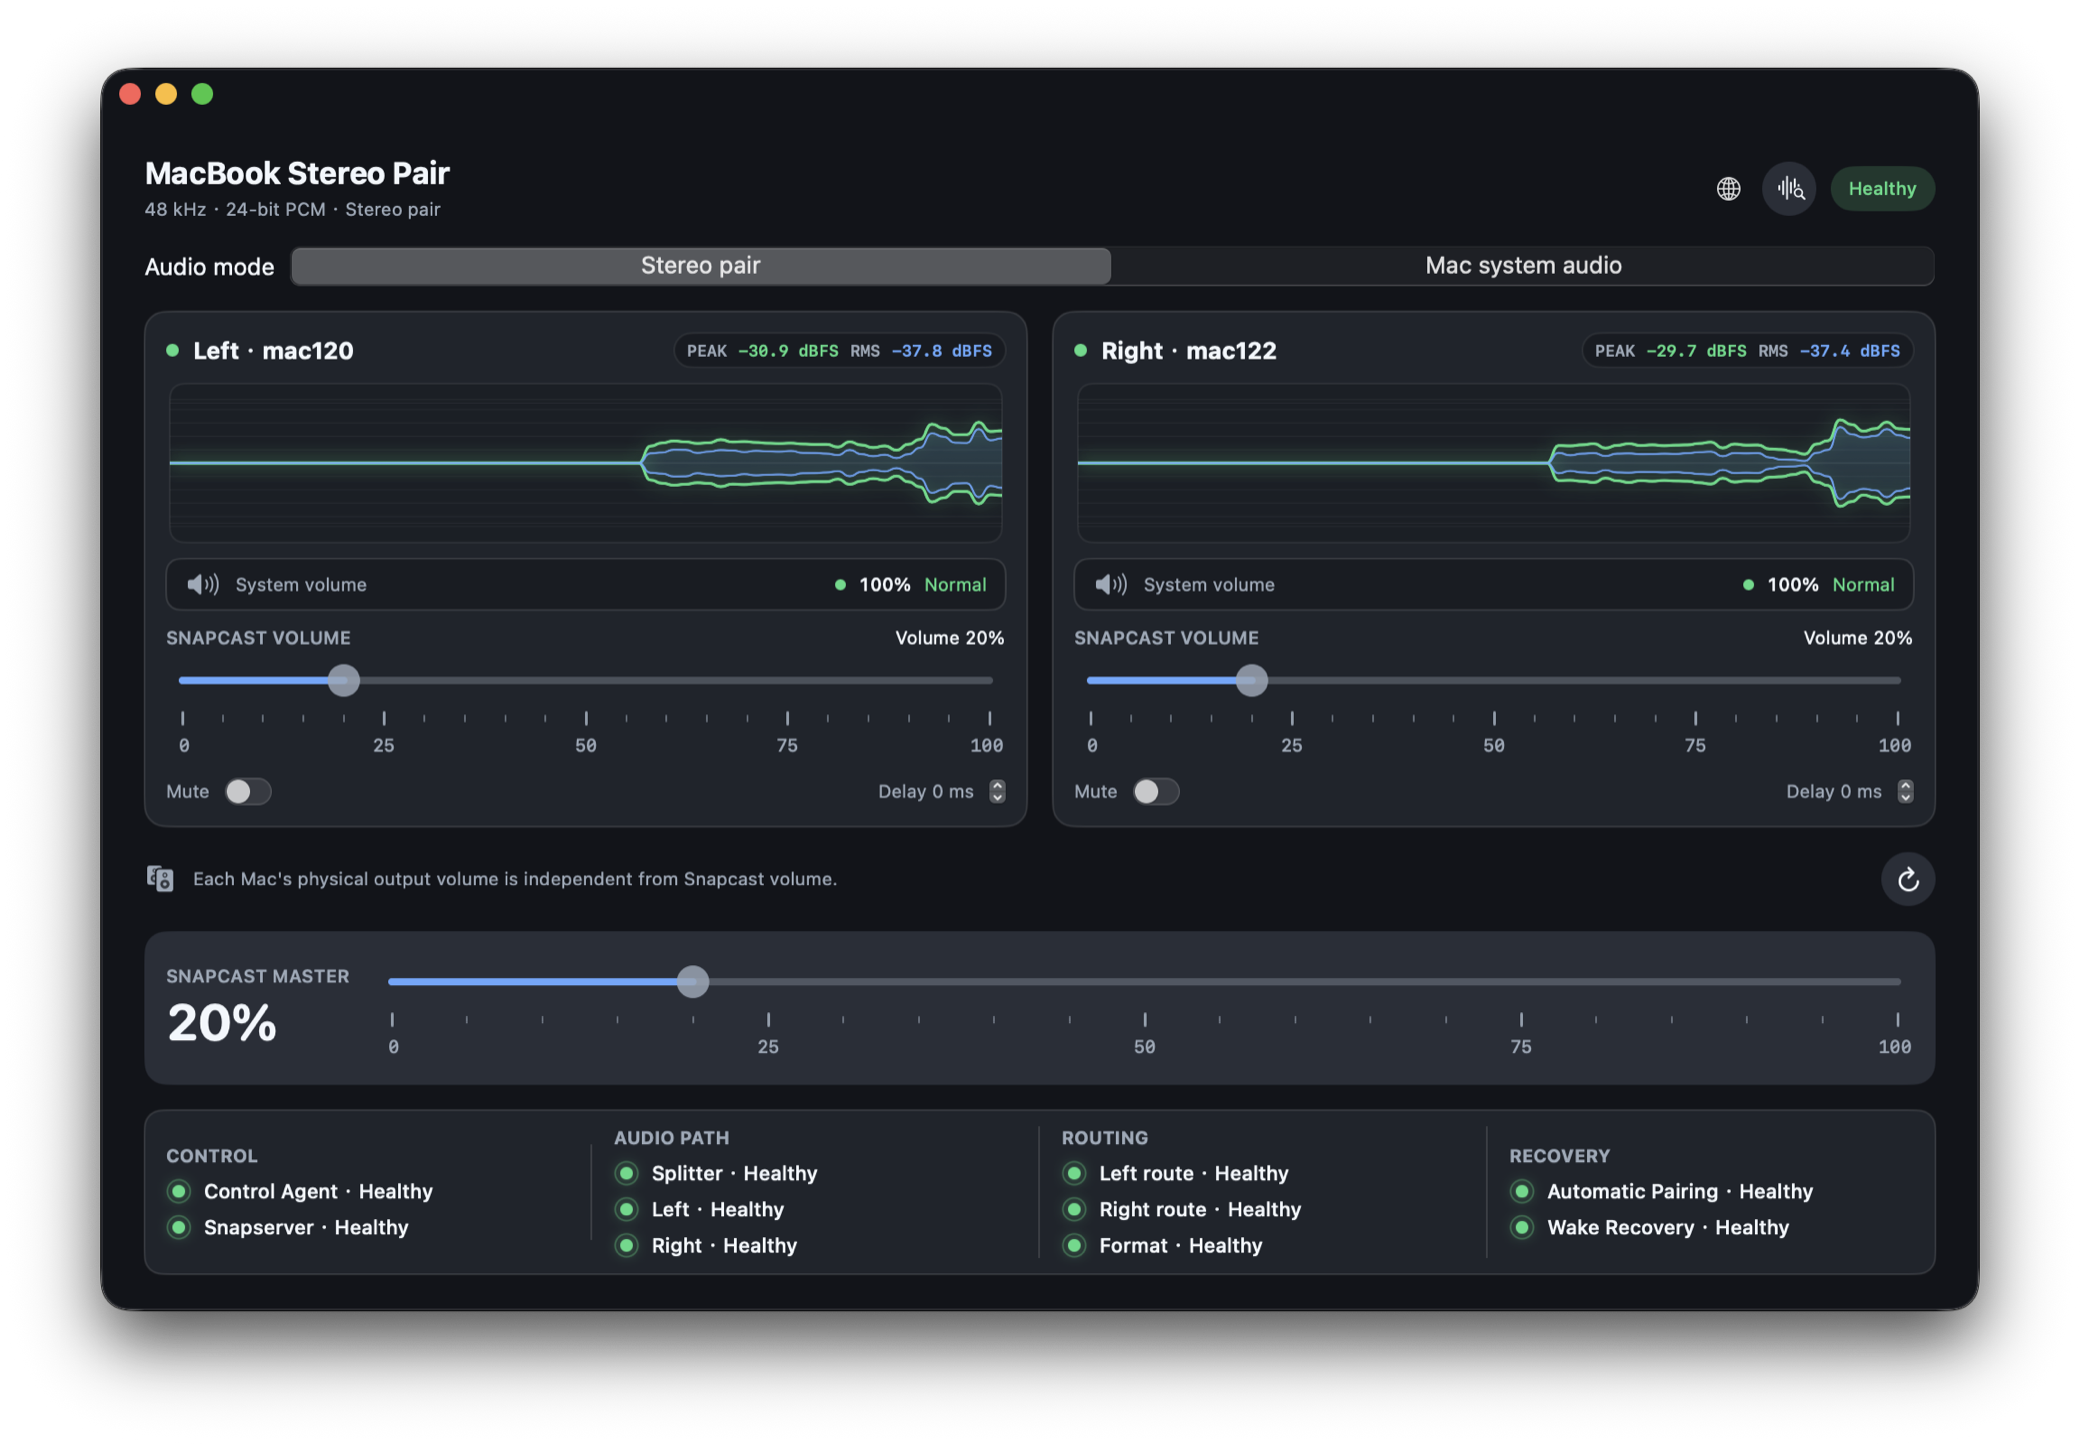 MacBook Stereo Pair
48 kHz · 24-bit PCM · Stereo pair
Healthy
Audio mode
Stereo pair
Mac system audio
Left · mac120
PEAK −30.9 dBFS RMS −37.8 dBFS
System volume
100% Normal
SNAPCAST VOLUME
Volume 20%
0 25 50 75 100
Mute
Delay 0 ms
Right · mac122
PEAK −29.7 dBFS RMS −37.4 dBFS
System volume
100% Normal
SNAPCAST VOLUME
Volume 20%
0 25 50 75 100
Mute
Delay 0 ms
Each Mac's physical output volume is independent from Snapcast volume.
SNAPCAST MASTER
20%
0 25 50 75 100
CONTROL
Control Agent · Healthy
Snapserver · Healthy
AUDIO PATH
Splitter · Healthy
Left · Healthy
Right · Healthy
ROUTING
Left route · Healthy
Right route · Healthy
Format · Healthy
RECOVERY
Automatic Pairing · Healthy
Wake Recovery · Healthy